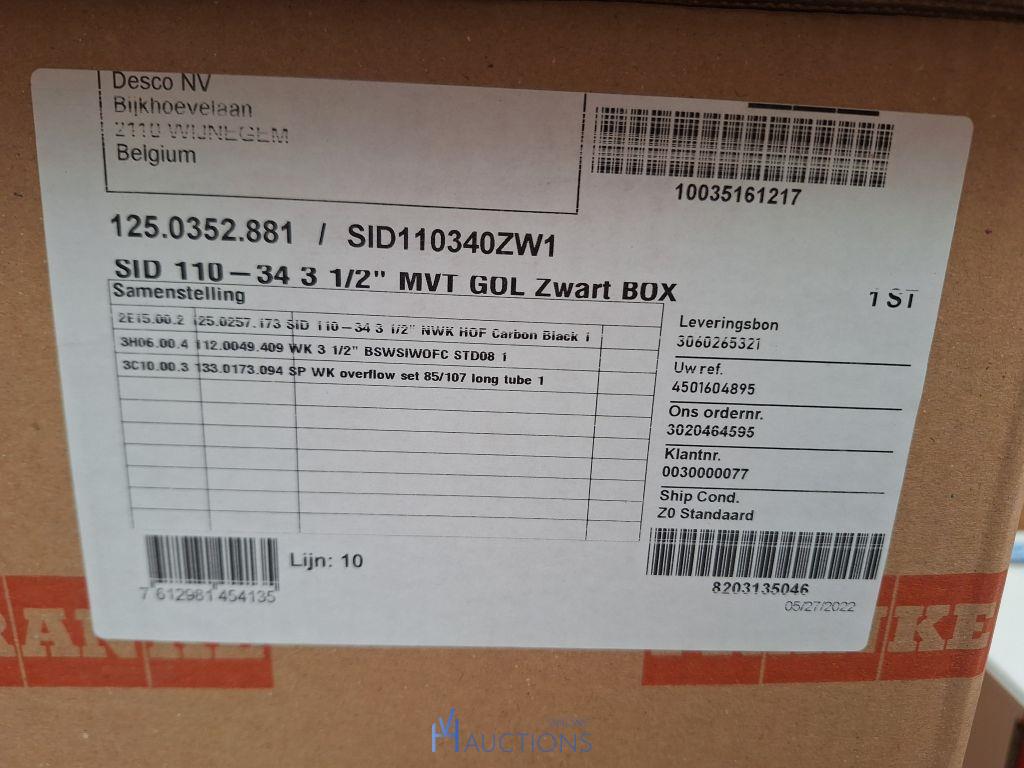 Desco NV
Bijkhoevelaan
2110 WIJNEGEM
Belgium
10035161217
125.0352.881 / SID110340ZW1
SID 110-34 3 1/2" MVT GOL Zwart BOX
1 ST
Samenstelling
2E15.00.2 125.0257.173 SID 110-34 3 1/2" NWK HOF Carbon Black 1
3H06.00.4 112.0049.409 WK 3 1/2" BSWSIWOFC STD08 1
3C10.00.3 133.0173.094 SP WK overflow set 85/107 long tube 1
Leveringsbon
3060265321
Uw ref.
4501604895
Ons ordernr.
3020464595
Klantnr.
0030000077
Ship Cond.
Z0 Standaard
Lijn: 10
7 612981 454135
8203135046
05/27/2022
RANKE
KE
ONLINE
AUCTIONS